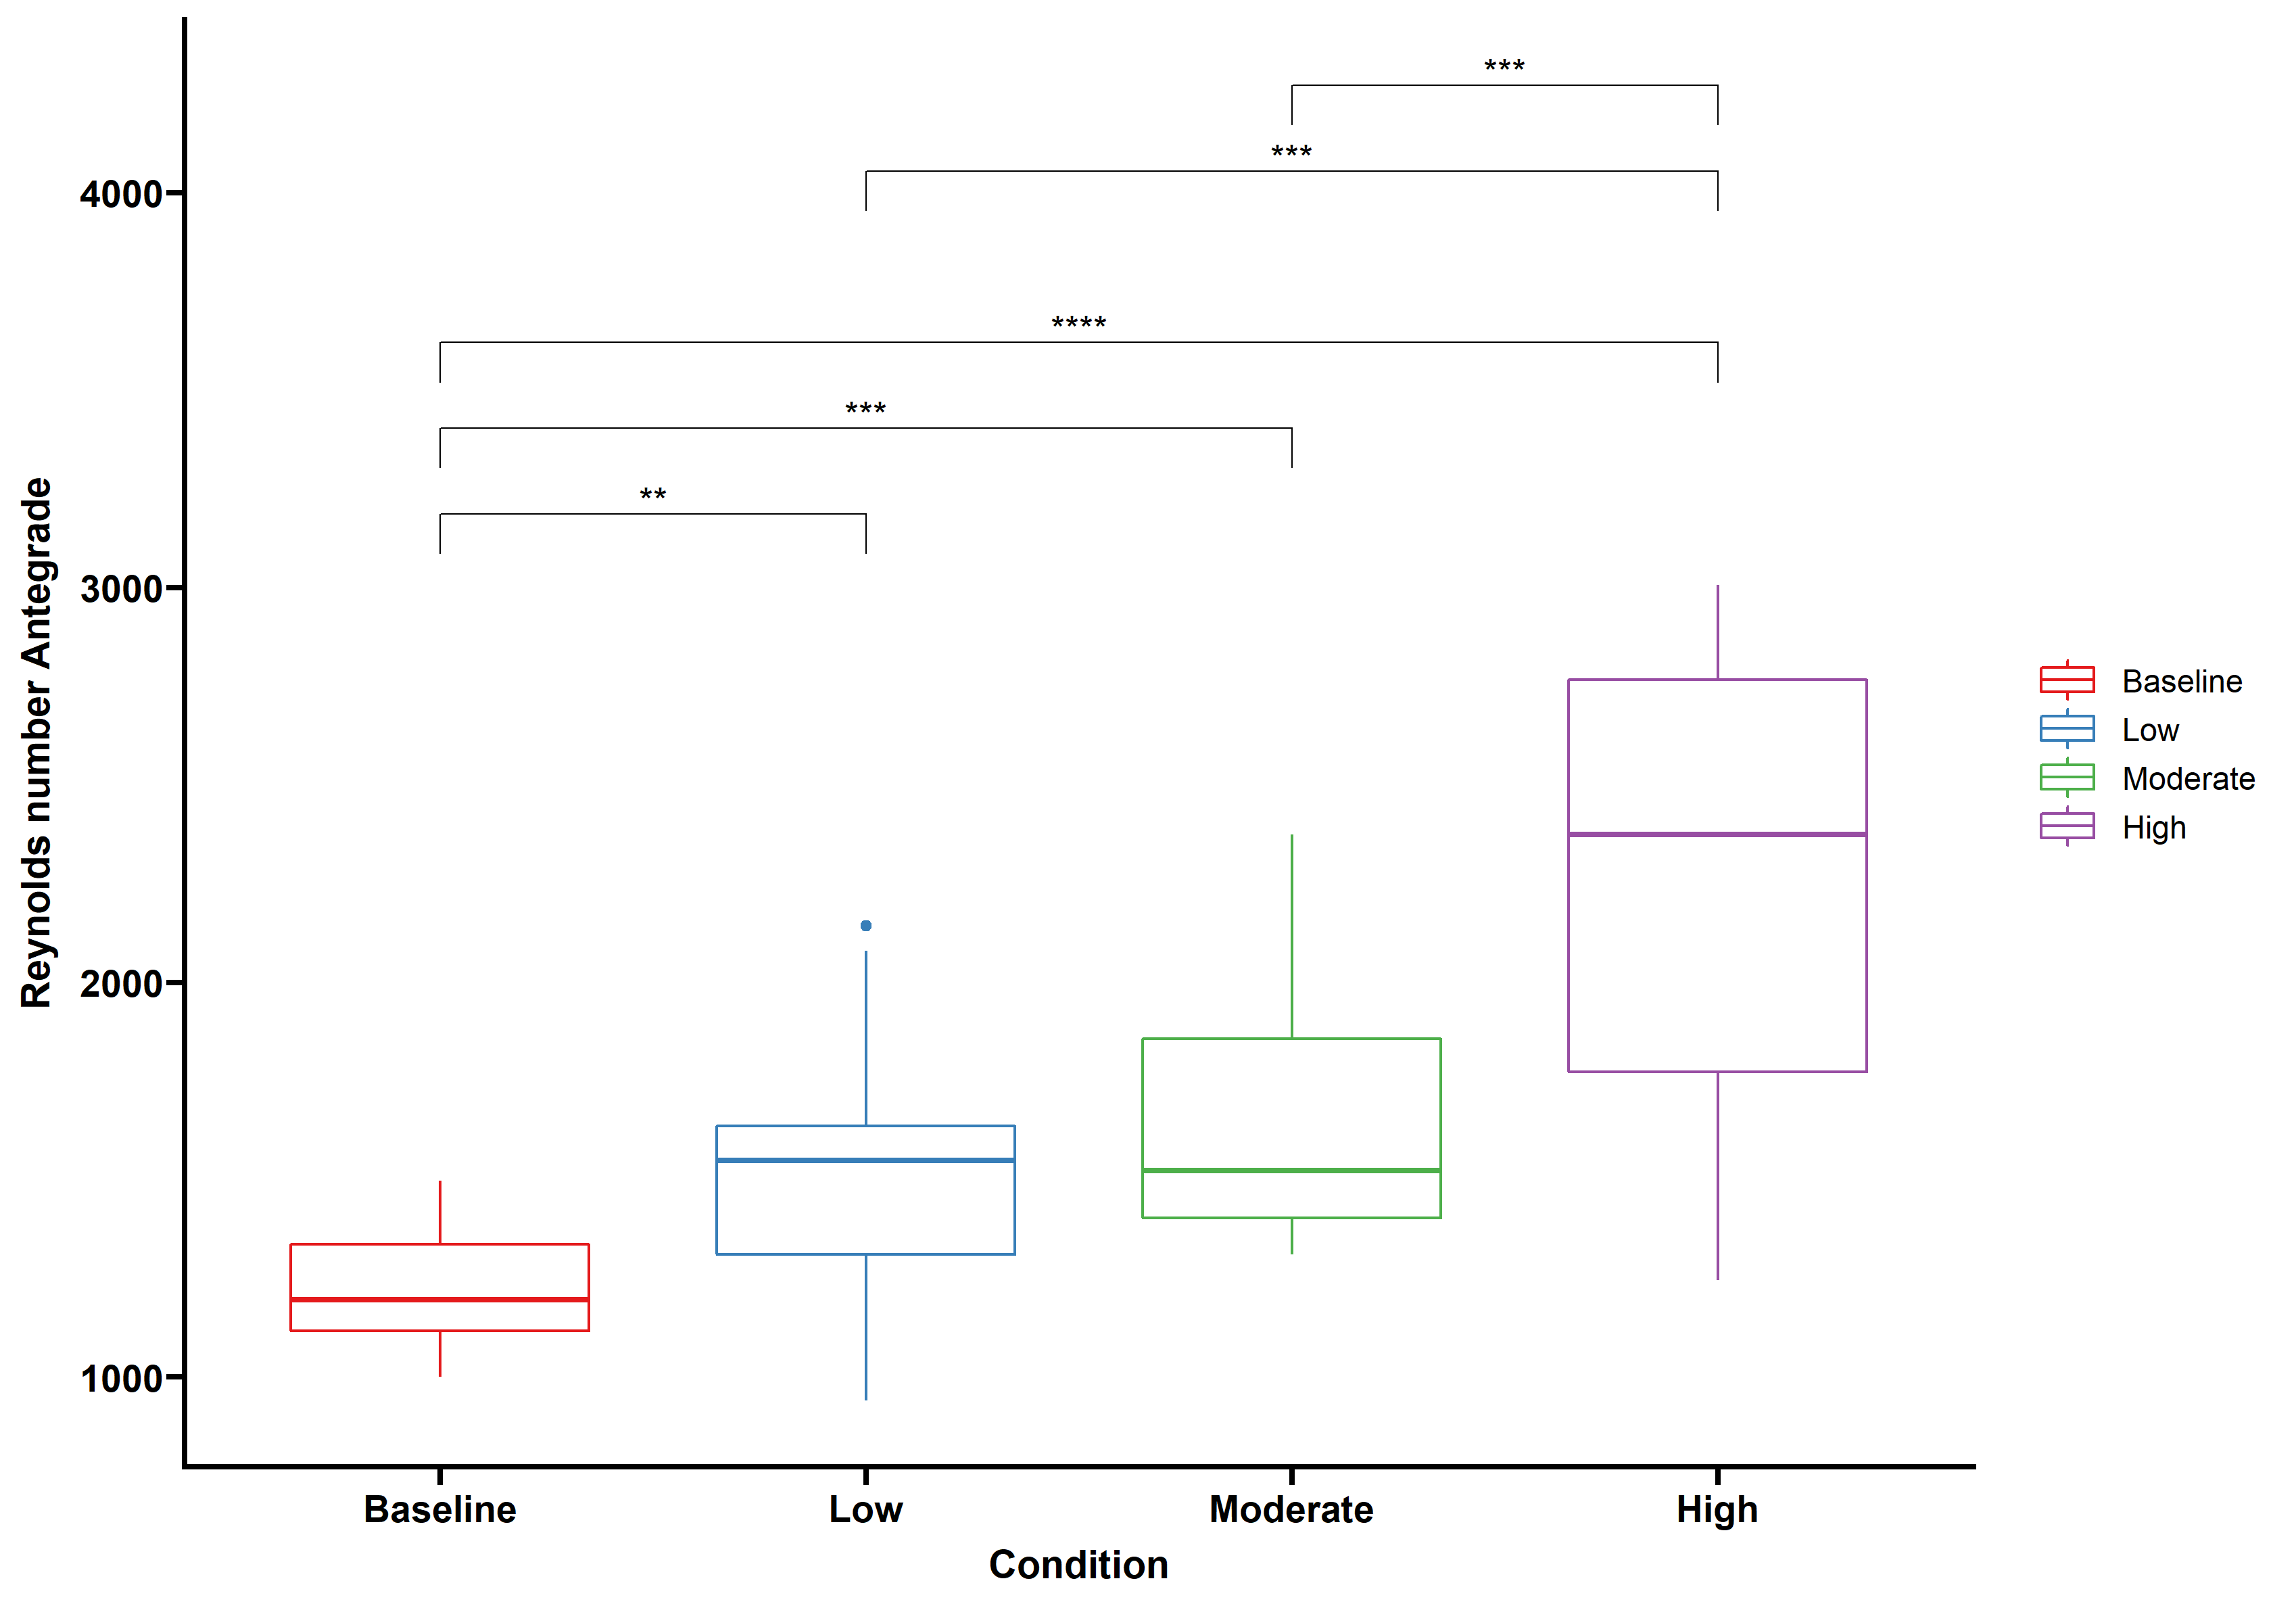 ***
***
4000
****
***
**
Reynolds number Antegrade
3000
Baseline
Low
Moderate
High
2000
1000
Baseline Low Moderate High
Condition